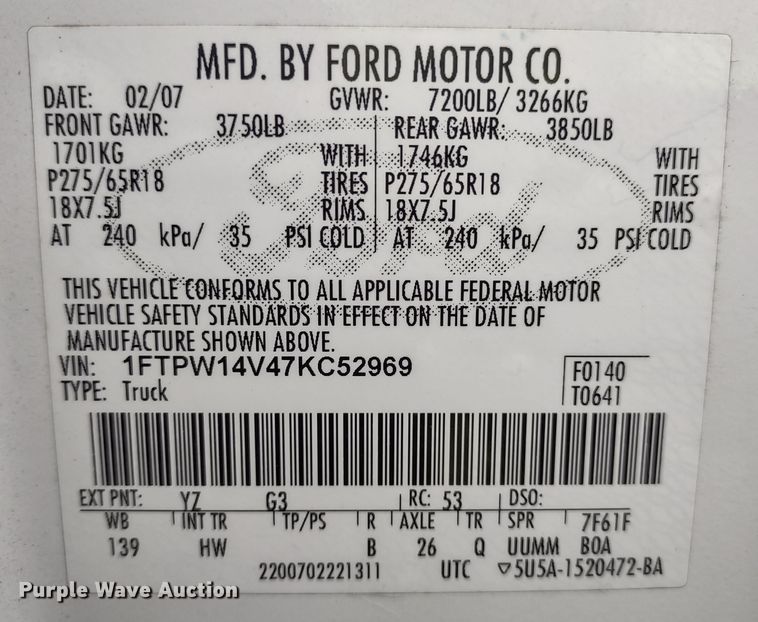 MFD. BY FORD MOTOR CO.
DATE: 02/07 GVWR: 7200LB/ 3266KG
FRONT GAWR: 3750LB REAR GAWR: 3850LB
1701KG WITH 1746KG WITH
P275/65R18 TIRES P275/65R18 TIRES
18X7.5J RIMS 18X7.5J RIMS
AT 240 kPa/ 35 PSI COLD AT 240 kPa/ 35 PSI COLD
Ford
THIS VEHICLE CONFORMS TO ALL APPLICABLE FEDERAL MOTOR
VEHICLE SAFETY STANDARDS IN EFFECT ON THE DATE OF
MANUFACTURE SHOWN ABOVE.
VIN: 1FTPW14V47KC52969 F0140
TYPE: Truck T0641
EXT PNT: YZ G3 RC: 53 DSO:
WB INT TR TP/PS R AXLE TR SPR 7F61F
139 HW B 26 Q UUMM BOA
2200702221311 UTC ▽5U5A-1520472-BA
Purple Wave Auction